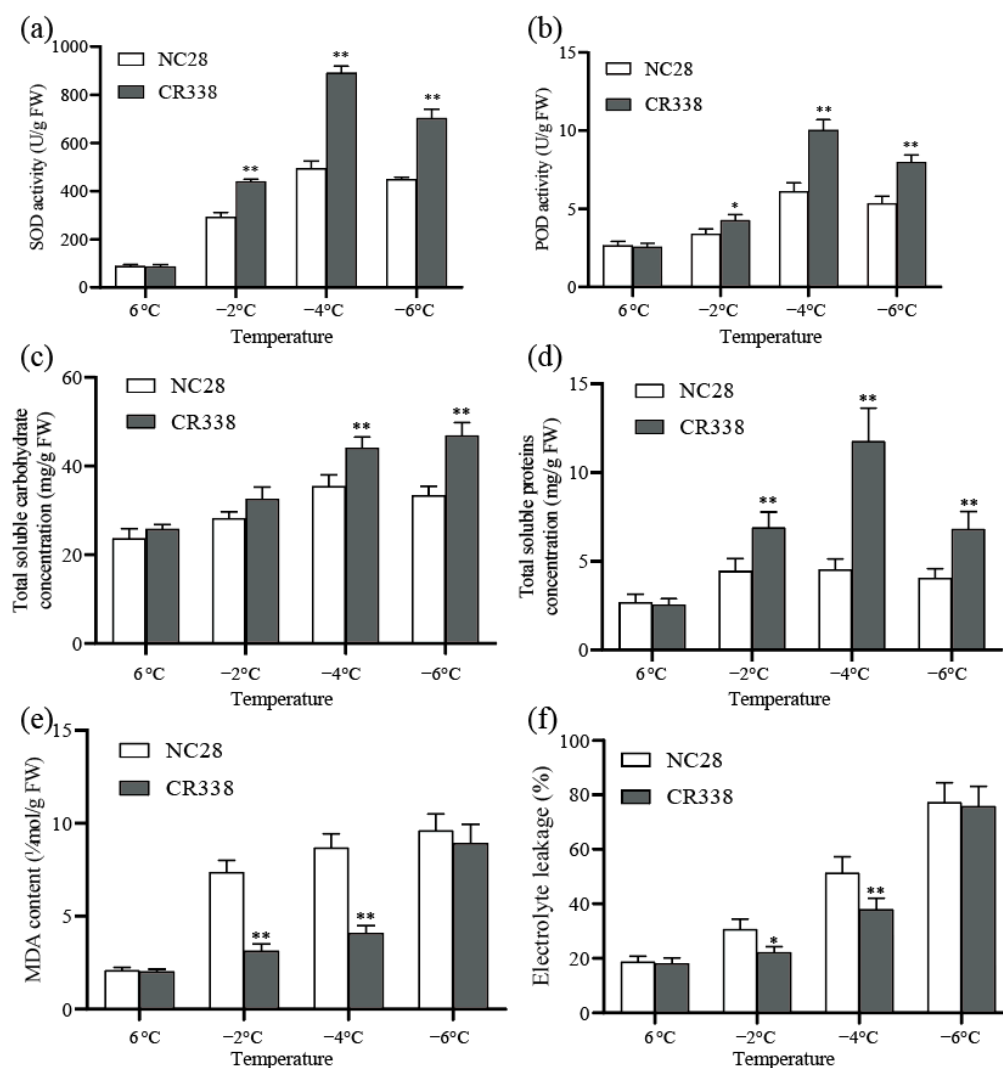 (a)
1000
800
600
400
200
0
SOD activity (U/g FW)
NC28
CR338
**
**
**
6°C
−2°C
−4°C
−6°C
Temperature
(b)
15
10
5
0
POD activity (U/g FW)
NC28
CR338
*
**
**
6°C
−2°C
−4°C
−6°C
Temperature
(c)
60
40
20
0
Total soluble carbohydrate
concentration (mg/g FW)
NC28
CR338
**
**
6°C
−2°C
−4°C
−6°C
Temperature
(d)
15
10
5
0
Total soluble proteins
concentration (mg/g FW)
NC28
CR338
**
**
**
6°C
−2°C
−4°C
−6°C
Temperature
(e)
15
10
5
0
MDA content (¼mol/g FW)
NC28
CR338
**
**
6°C
−2°C
−4°C
−6°C
Temperature
(f)
100
80
60
40
20
0
Electrolyte leakage (%)
NC28
CR338
*
**
6°C
−2°C
−4°C
−6°C
Temperature